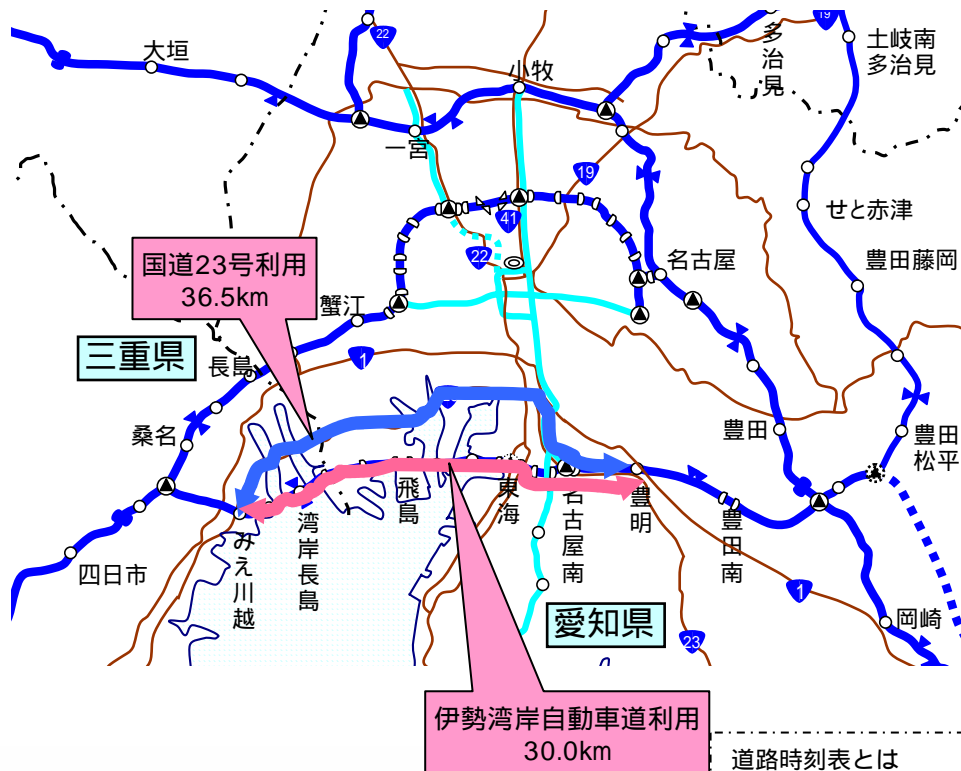 22
大垣
小牧
多治見
19
土岐南
多治見
一宮
19
41
せと赤津
22
国道23号利用
36.5km
名古屋
豊田藤岡
蟹江
三重県
長島
1
桑名
豊田
豊田松平
飛島
東海
名古屋南
豊明
豊田南
湾岸長島
みえ川越
四日市
1
愛知県
23
岡崎
伊勢湾岸自動車道利用
30.0km
道路時刻表とは